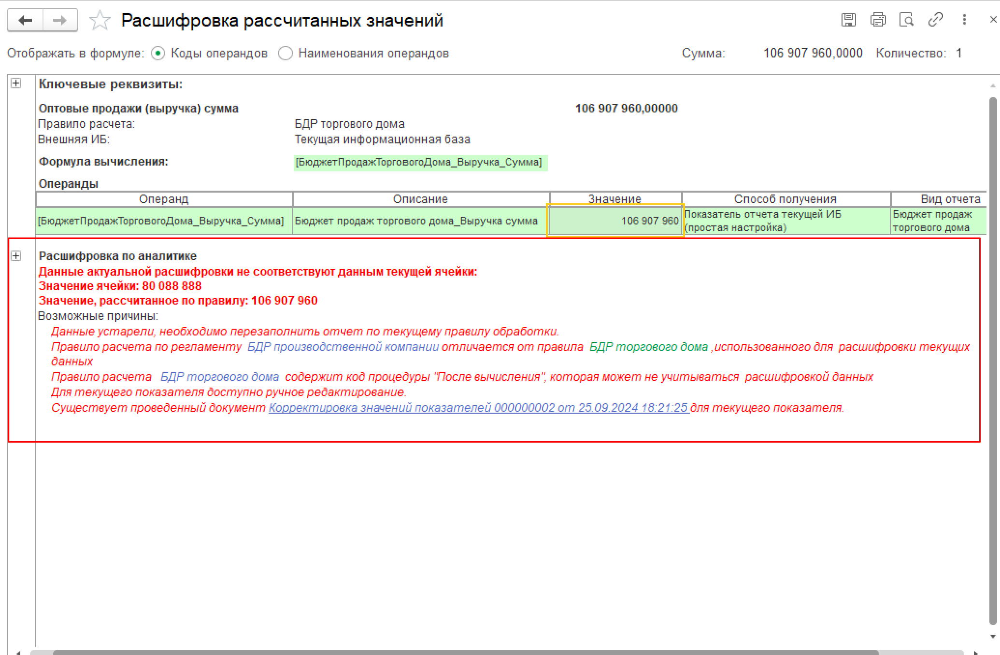 Расшифровка рассчитанных значений
Отображать в формуле: Коды операндов Наименования операндов Сумма: 106 907 960,0000 Количество: 1
Ключевые реквизиты:
Оптовые продажи (выручка) сумма 106 907 960,00000
Правило расчета: БДР торгового дома
Внешняя ИБ: Текущая информационная база
Формула вычисления: [БюджетПродажТорговогоДома_Выручка_Сумма]
Операнды
Операнд Описание Значение Способ получения Вид отчета
[БюджетПродажТорговогоДома_Выручка_Сумма] Бюджет продаж торгового дома_Выручка сумма 106 907 960 Показатель отчета текущей ИБ Бюджет продаж
(простая настройка) торгового дома
Расшифровка по аналитике
Данные актуальной расшифровки не соответствуют данным текущей ячейки:
Значение ячейки: 80 088 888
Значение, рассчитанное по правилу: 106 907 960
Возможные причины:
Данные устарели, необходимо перезаполнить отчет по текущему правилу обработки.
Правило расчета по регламенту БДР производственной компании отличается от правила БДР торгового дома ,использованного для расшифровки текущих
данных
Правило расчета БДР торгового дома содержит код процедуры "После вычисления", которая может не учитываться расшифровкой данных
Для текущего показателя доступно ручное редактирование.
Существует проведенный документ Корректировка значений показателей 000000002 от 25.09.2024 18:21:25 для текущего показателя.